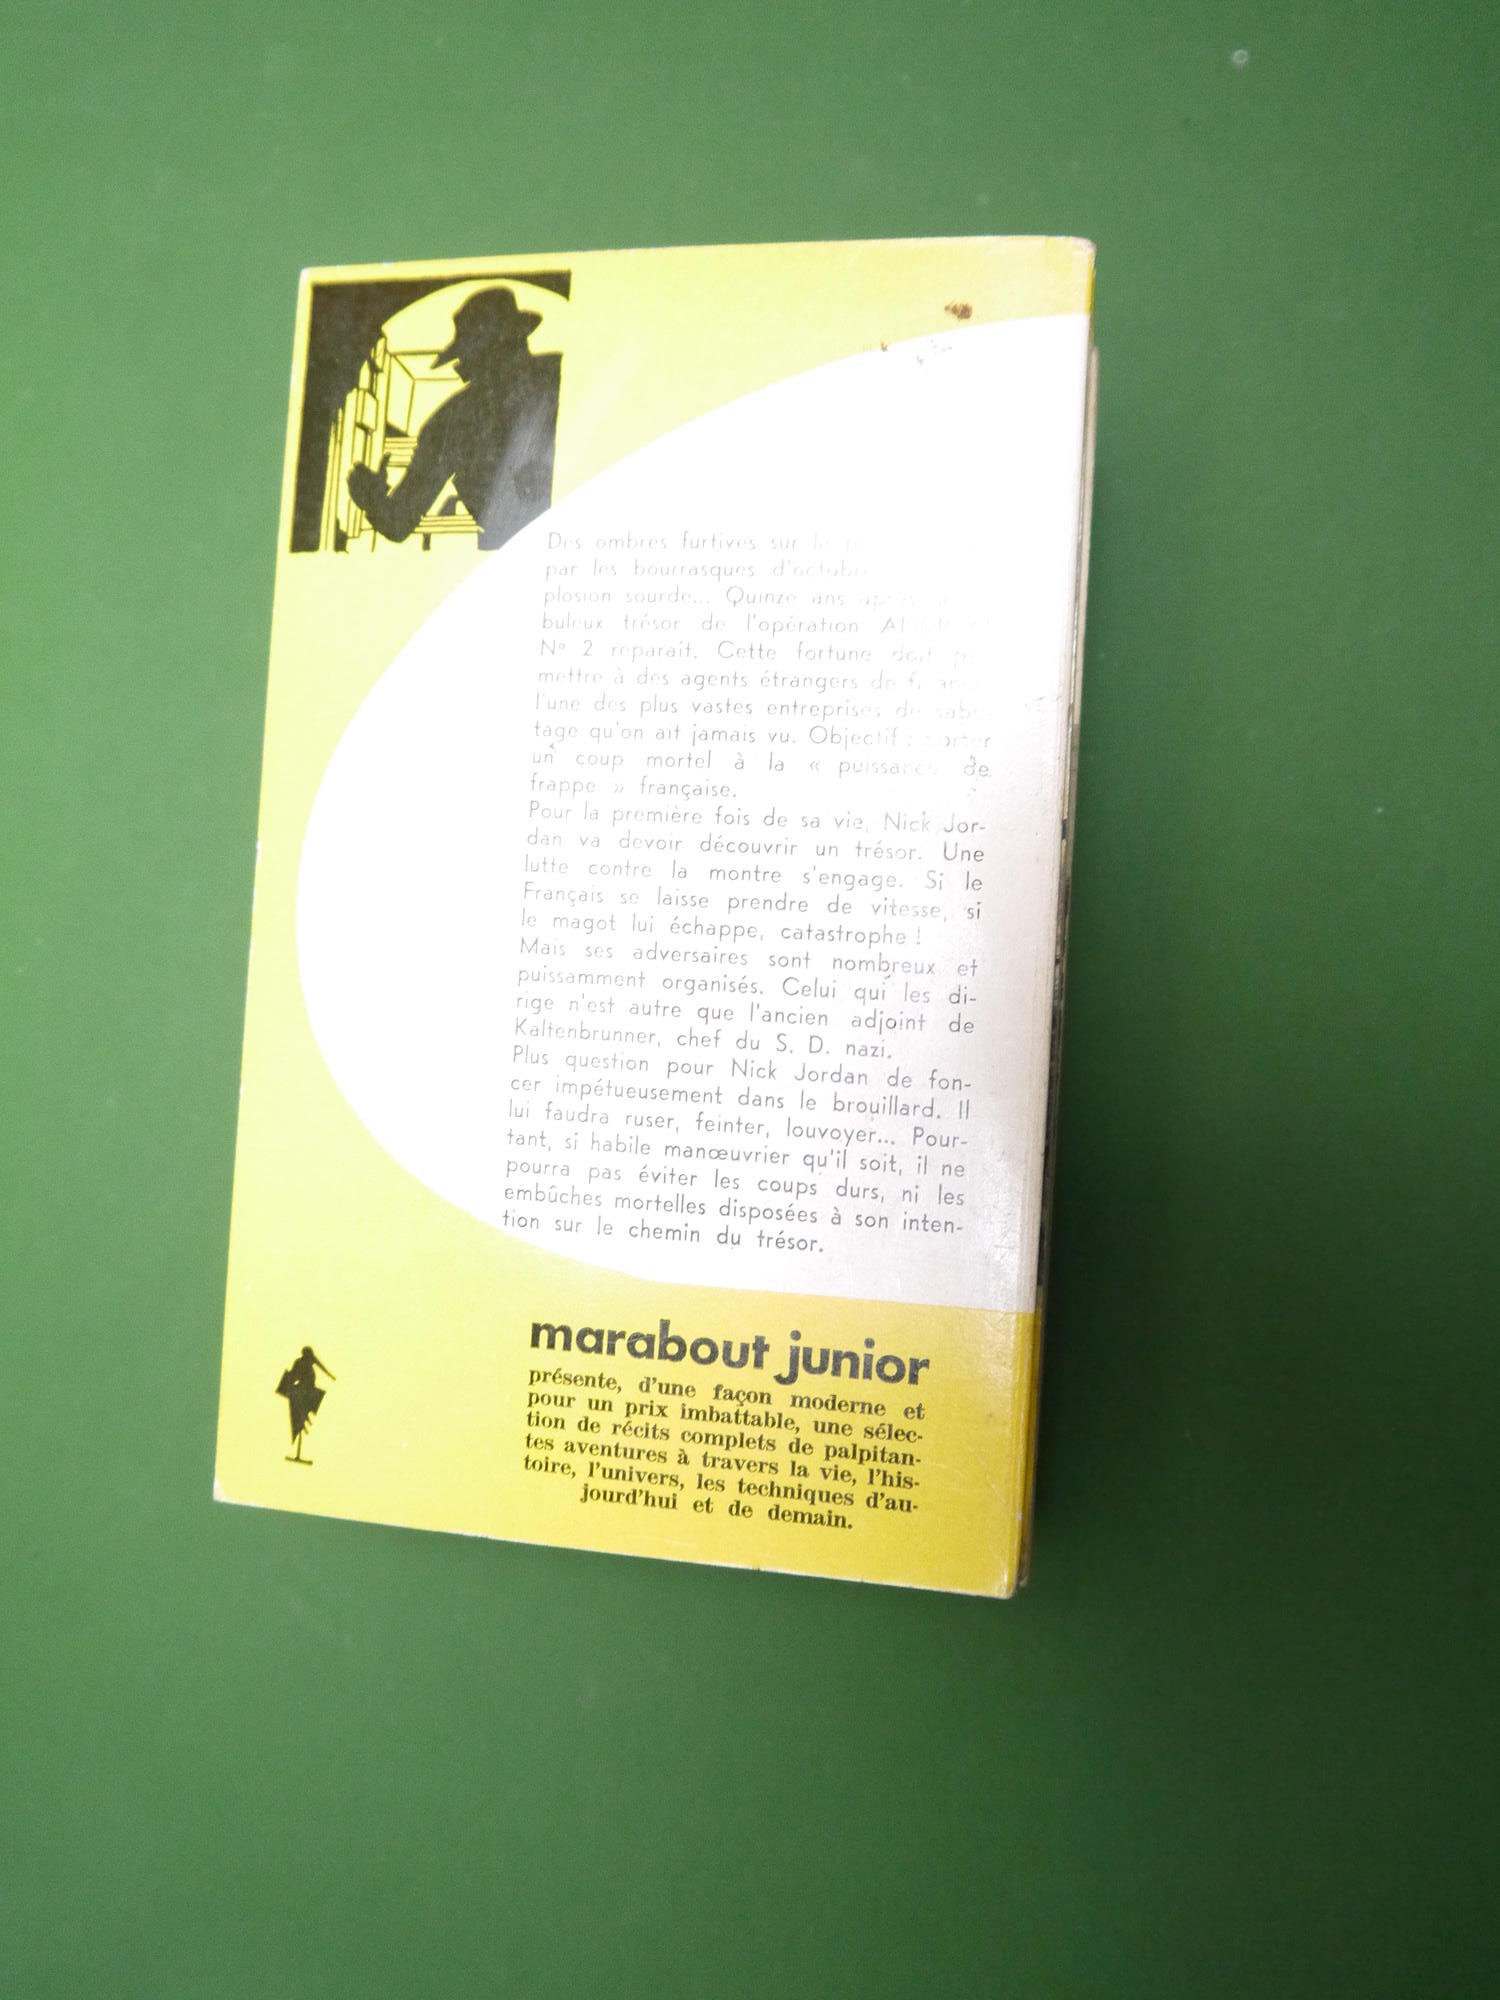 Des ombres furtives sur
par les bourrasques
plosion sourde... Quinze ans
buleux trésor de l'opération
Nº 2 reparaît. Cette fortune doit
mettre à des agents étrangers de
l'une des plus vastes entreprises de sabo-
tage qu'on ait jamais vu. Objectif : porter
un coup mortel à la « puissance de
frappe » française.
Pour la première fois de sa vie, Nick Jor-
dan va devoir découvrir un trésor. Une
lutte contre la montre s'engage. Si le
Français se laisse prendre de vitesse, si
le magot lui échappe, catastrophe !
Mais ses adversaires sont nombreux et
puissamment organisés. Celui qui les di-
rige n'est autre que l'ancien adjoint de
Kaltenbrunner, chef du S. D. nazi.
Plus question pour Nick Jordan de fon-
cer impétueusement dans le brouillard. Il
lui faudra ruser, feinter, louvoyer... Pour-
tant, si habile manœuvrier qu'il soit, il ne
pourra pas éviter les coups durs, ni les
embûches mortelles disposées à son inten-
tion sur le chemin du trésor.
marabout junior
présente, d'une façon moderne et
pour un prix imbattable, une sélec-
tion de récits complets de palpitan-
tes aventures à travers la vie, l'his-
toire, l'univers, les techniques d'au-
jourd'hui et de demain.